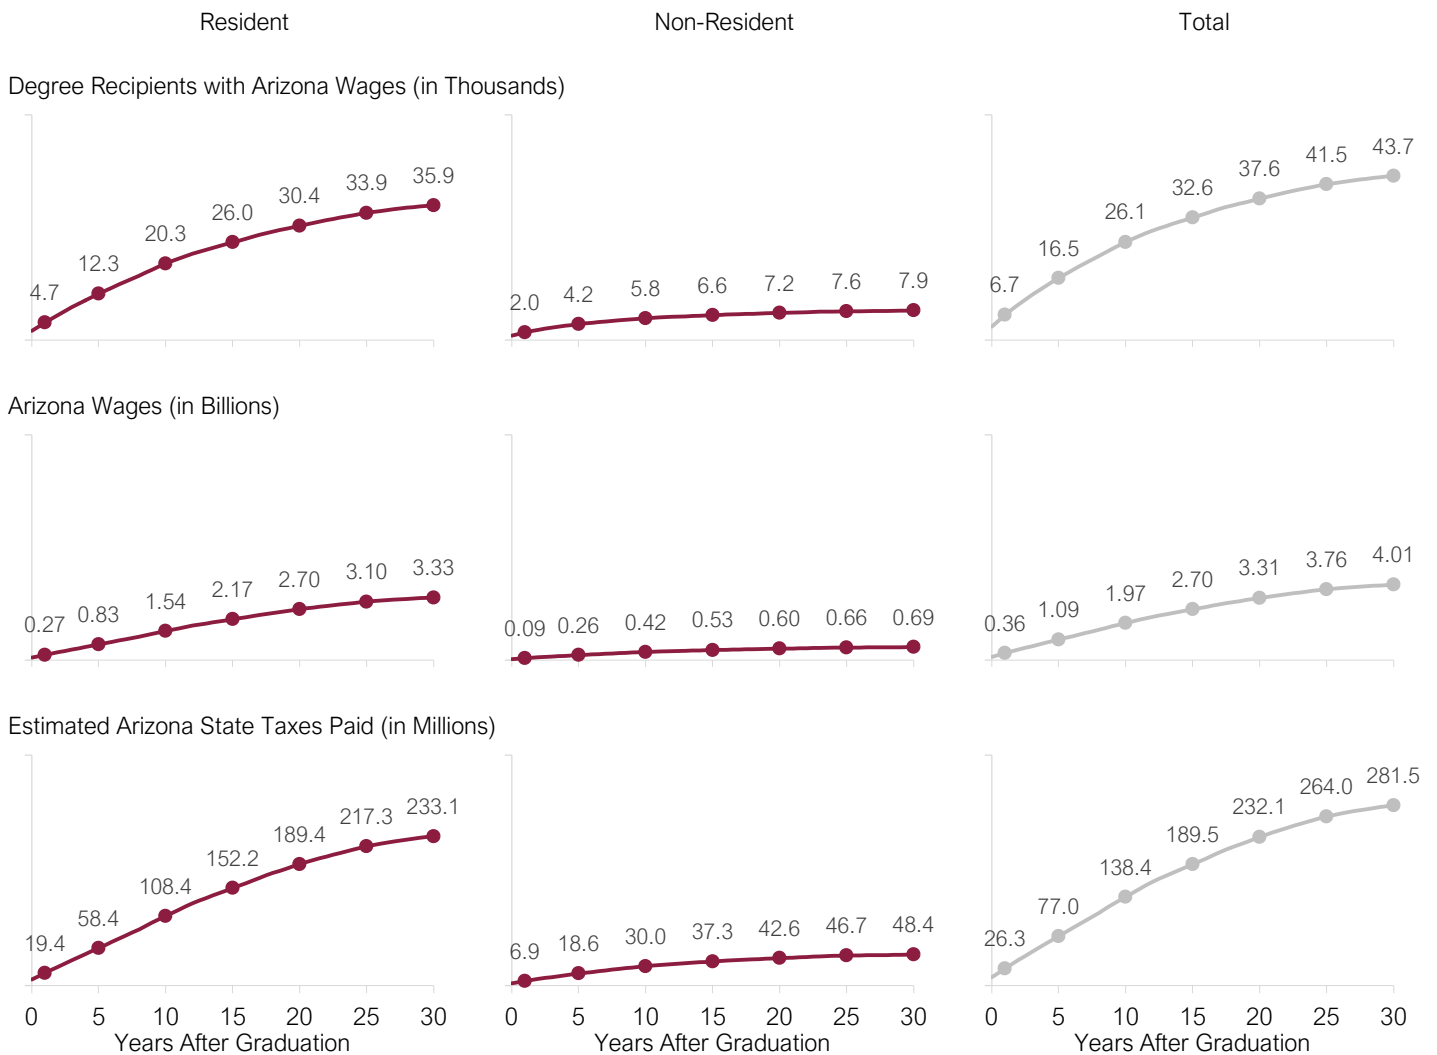 Resident Non-Resident Total
Degree Recipients with Arizona Wages (in Thousands)
4.7 12.3 20.3 26.0 30.4 33.9 35.9
2.0 4.2 5.8 6.6 7.2 7.6 7.9
6.7 16.5 26.1 32.6 37.6 41.5 43.7
Arizona Wages (in Billions)
0.27 0.83 1.54 2.17 2.70 3.10 3.33
0.09 0.26 0.42 0.53 0.60 0.66 0.69
0.36 1.09 1.97 2.70 3.31 3.76 4.01
Estimated Arizona State Taxes Paid (in Millions)
19.4 58.4 108.4 152.2 189.4 217.3 233.1
6.9 18.6 30.0 37.3 42.6 46.7 48.4
26.3 77.0 138.4 189.5 232.1 264.0 281.5
0 5 10 15 20 25 30 0 5 10 15 20 25 30 0 5 10 15 20 25 30
Years After Graduation Years After Graduation Years After Graduation